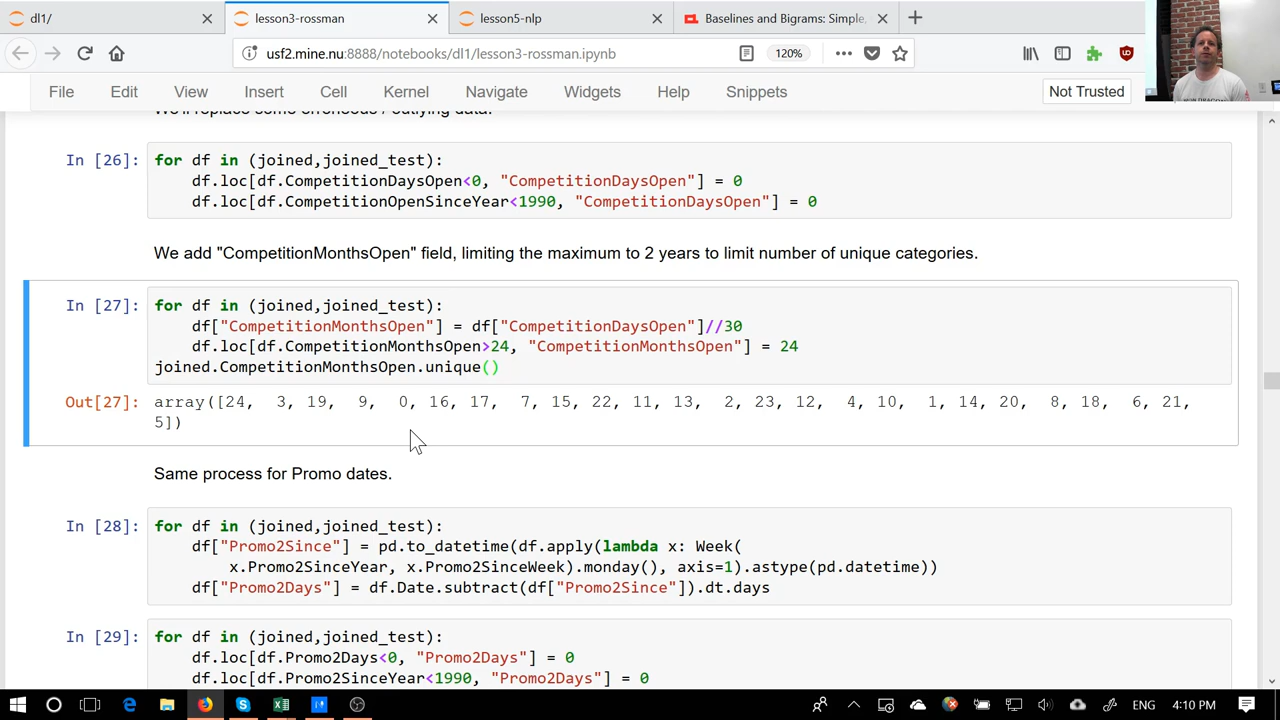 dl1/
lesson3-rossman
lesson5-nlp
Baselines and Bigrams: Simple,
usf2.mine.nu:8888/notebooks/dl1/lesson3-rossman.ipynb
120%
File Edit View Insert Cell Kernel Navigate Widgets Help Snippets
Not Trusted
We'll replace some erroneous / outlying data.
In [26]: for df in (joined,joined_test):
df.loc[df.CompetitionDaysOpen<0, "CompetitionDaysOpen"] = 0
df.loc[df.CompetitionOpenSinceYear<1990, "CompetitionDaysOpen"] = 0
We add "CompetitionMonthsOpen" field, limiting the maximum to 2 years to limit number of unique categories.
In [27]: for df in (joined,joined_test):
df["CompetitionMonthsOpen"] = df["CompetitionDaysOpen"]//30
df.loc[df.CompetitionMonthsOpen>24, "CompetitionMonthsOpen"] = 24
joined.CompetitionMonthsOpen.unique()
Out[27]: array([24, 3, 19, 9, 0, 16, 17, 7, 15, 22, 11, 13, 2, 23, 12, 4, 10, 1, 14, 20, 8, 18, 6, 21,
5])
Same process for Promo dates.
In [28]: for df in (joined,joined_test):
df["Promo2Since"] = pd.to_datetime(df.apply(lambda x: Week(
x.Promo2SinceYear, x.Promo2SinceWeek).monday(), axis=1).astype(pd.datetime))
df["Promo2Days"] = df.Date.subtract(df["Promo2Since"]).dt.days
In [29]: for df in (joined,joined_test):
df.loc[df.Promo2Days<0, "Promo2Days"] = 0
df.loc[df.Promo2SinceYear<1990, "Promo2Days"] = 0
ENG 4:10 PM